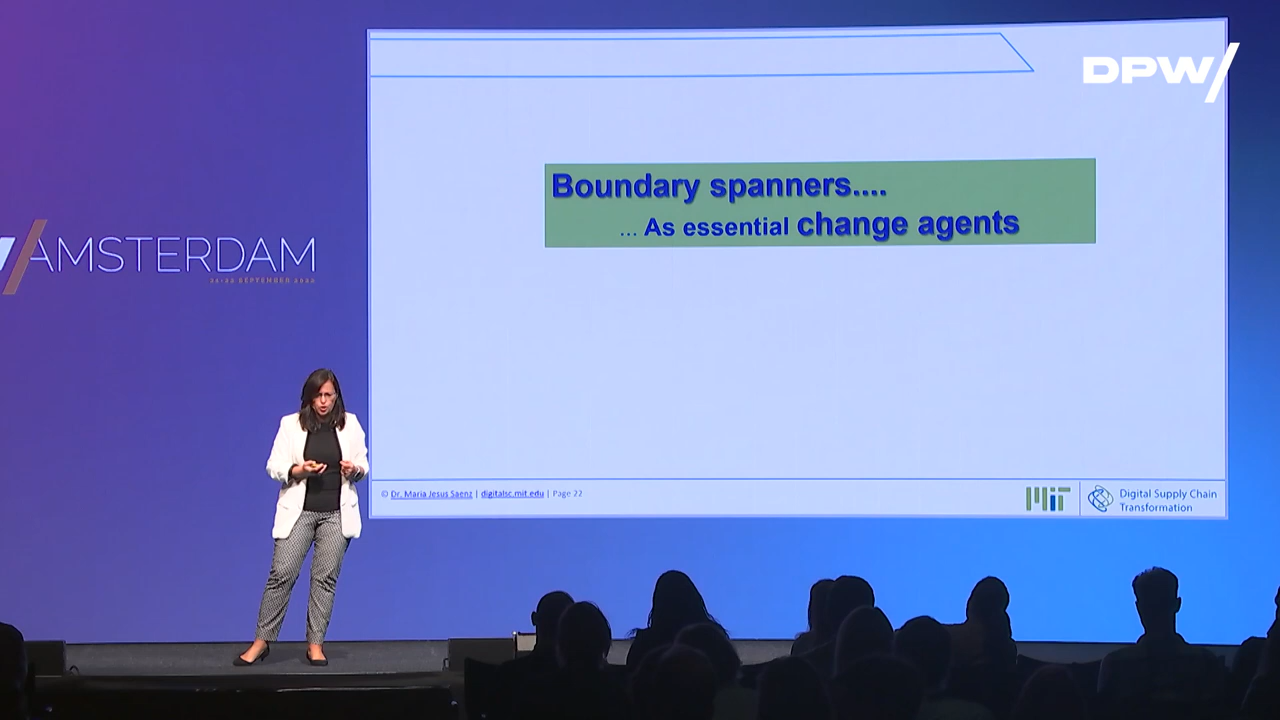 DPW/
Boundary spanners....
... As essential change agents
/AMSTERDAM
SEPTEMBER
© Dr. Maria Jesus Saenz | digitalsc.mit.edu | Page 22
MIT
Digital Supply Chain
Transformation